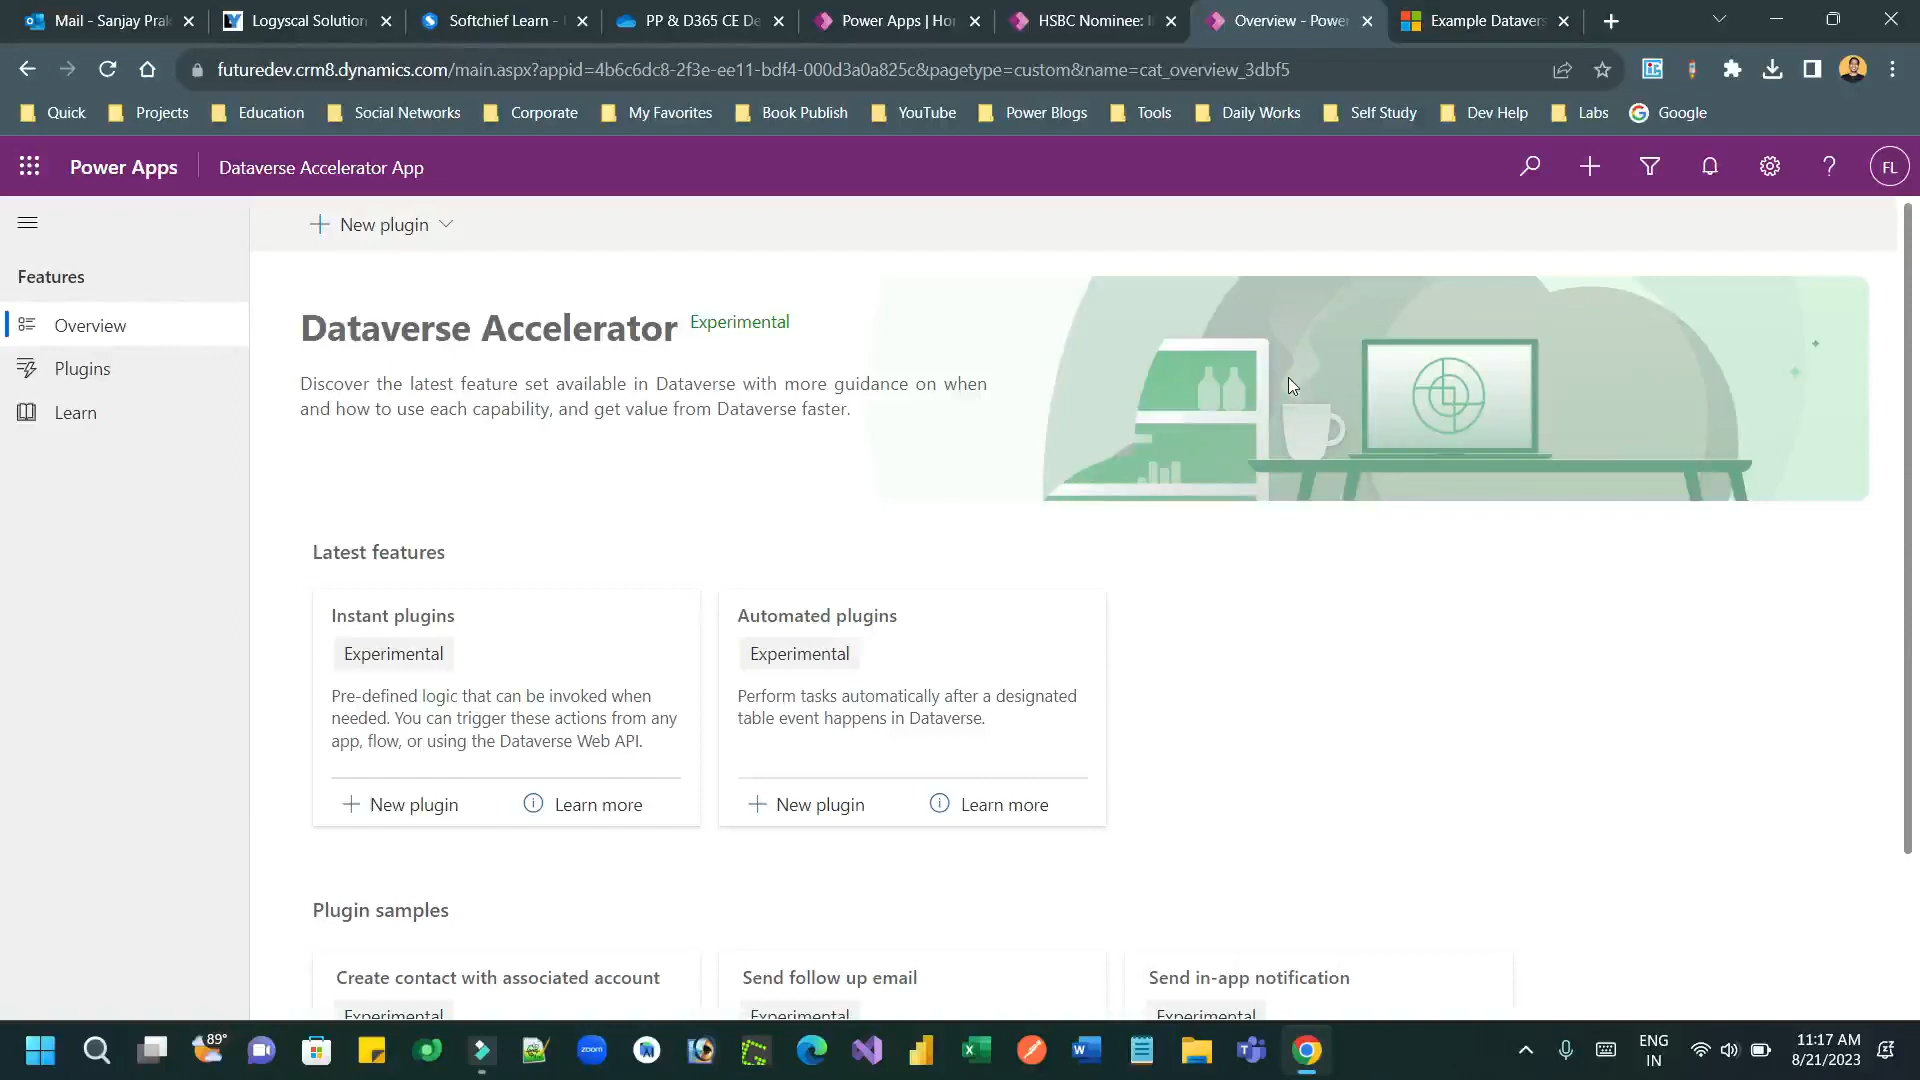 Mail - Sanjay Prak
Logyscal Solution
Softchief Learn -
PP & D365 CE De
Power Apps | Ho
HSBC Nominee:
Overview - Power
Example Datavers
futuredev.crm8.dynamics.com/main.aspx?appid=4b6c6dc8-2f3e-ee11-bdf4-000d3a0a825c&pagetype=custom&name=cat_overview_3dbf5
Quick
Projects
Education
Social Networks
Corporate
My Favorites
Book Publish
YouTube
Power Blogs
Tools
Daily Works
Self Study
Dev Help
Labs
Google
Power Apps
Dataverse Accelerator App
FL
New plugin
Features
Overview
Plugins
Learn
Dataverse Accelerator
Experimental
Discover the latest feature set available in Dataverse with more guidance on when
and how to use each capability, and get value from Dataverse faster.
Latest features
Instant plugins
Experimental
Pre-defined logic that can be invoked when
needed. You can trigger these actions from any
app, flow, or using the Dataverse Web API.
New plugin
Learn more
Automated plugins
Experimental
Perform tasks automatically after a designated
table event happens in Dataverse.
New plugin
Learn more
Plugin samples
Create contact with associated account
Experimental
Send follow up email
Experimental
Send in-app notification
Experimental
89°
zoom
ENG
IN
11:17 AM
8/21/2023